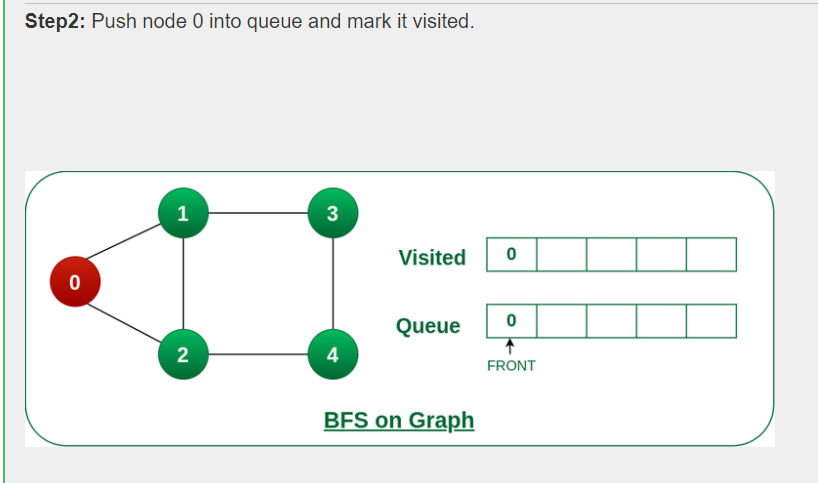 Step2: Push node 0 into queue and mark it visited.
1
3
0
2
4
Visited 0
Queue 0
FRONT
BFS on Graph